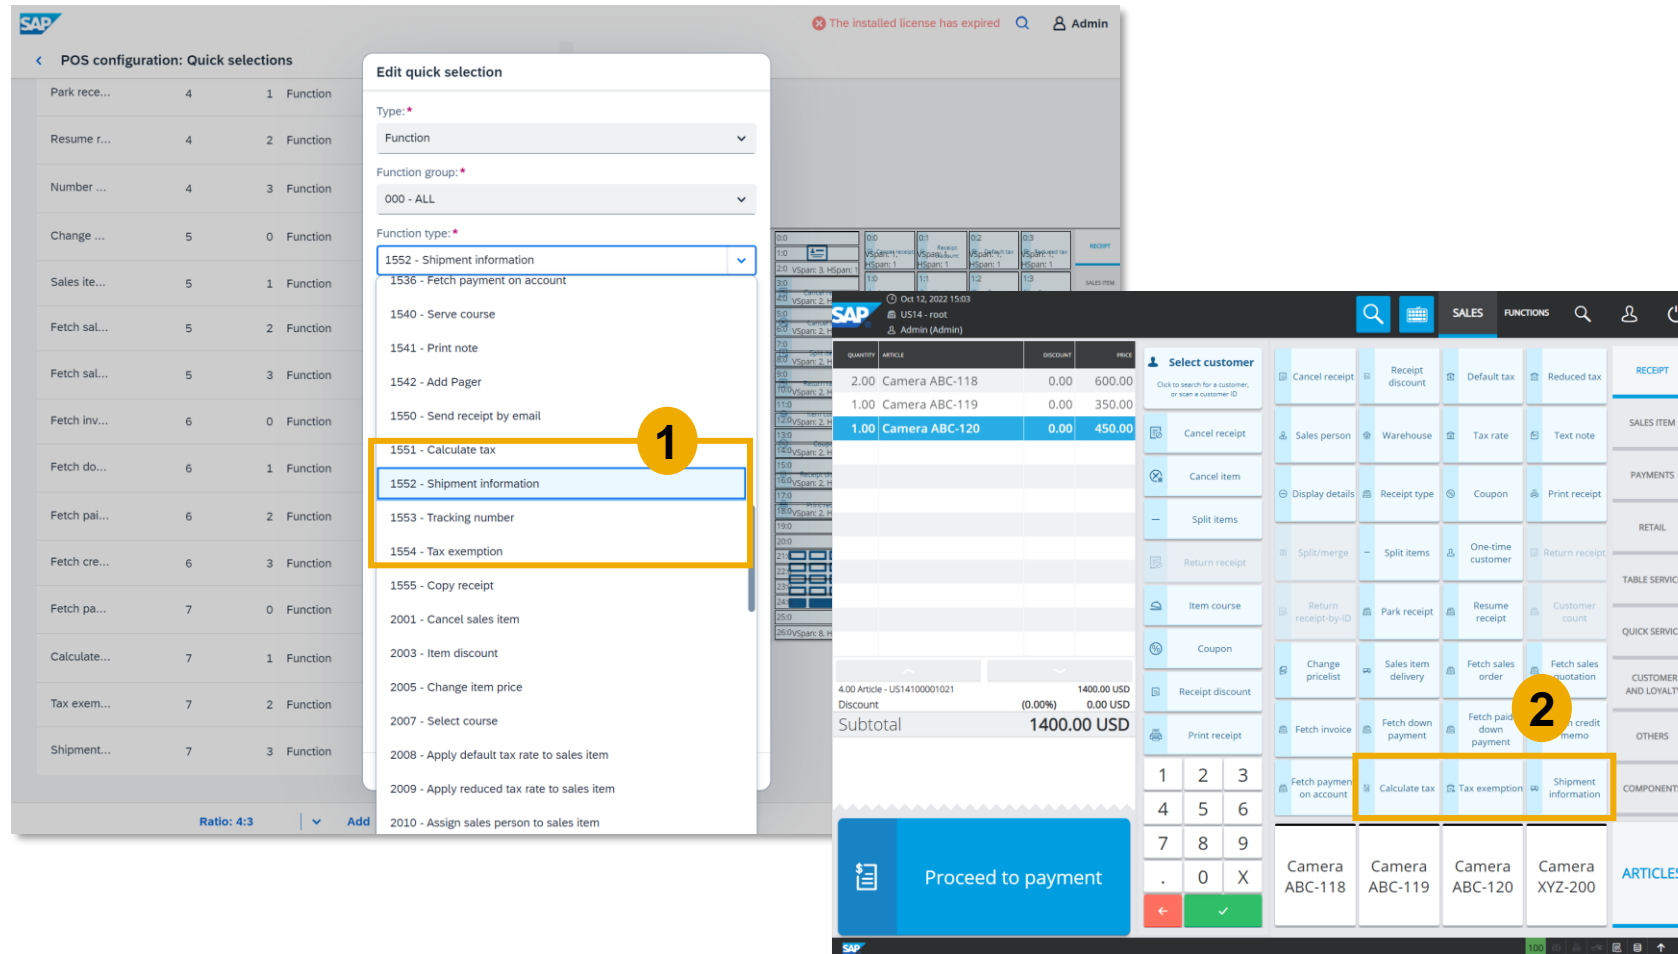 SAP
The installed license has expired
Admin
POS configuration: Quick selections
Park rece... 4 1 Function
Resume r... 4 2 Function
Number ... 4 3 Function
Change ... 5 0 Function
Sales ite... 5 1 Function
Fetch sal... 5 2 Function
Fetch sal... 5 3 Function
Fetch inv... 6 0 Function
Fetch do... 6 1 Function
Fetch pai... 6 2 Function
Fetch cre... 6 3 Function
Fetch pa... 7 0 Function
Calculate... 7 1 Function
Tax exem... 7 2 Function
Shipment... 7 3 Function
Ratio: 4:3
Add
Edit quick selection
Type:*
Function
Function group:*
000 - ALL
Function type:*
1552 - Shipment information
1536 - Fetch payment on account
1540 - Serve course
1541 - Print note
1542 - Add Pager
1550 - Send receipt by email
1551 - Calculate tax
1552 - Shipment information
1553 - Tracking number
1554 - Tax exemption
1555 - Copy receipt
2001 - Cancel sales item
2003 - Item discount
2005 - Change item price
2007 - Select course
2008 - Apply default tax rate to sales item
2009 - Apply reduced tax rate to sales item
2010 - Assign sales person to sales item
1
RECEIPT
SALES ITEM
SAP
Oct 12, 2022 15:03
US14 - root
Admin (Admin)
SALES
FUNCTIONS
QUANTITY ARTICLE DISCOUNT PRICE
2.00 Camera ABC-118 0.00 600.00
1.00 Camera ABC-119 0.00 350.00
1.00 Camera ABC-120 0.00 450.00
4.00 Article - US14100001021 1400.00 USD
Discount (0.00%) 0.00 USD
Subtotal 1400.00 USD
Proceed to payment
Select customer
Click to search for a customer,
or scan a customer ID
Cancel receipt
Cancel item
Split items
Return receipt
Item course
Coupon
Receipt discount
Print receipt
1 2 3
4 5 6
7 8 9
. 0 X
Cancel receipt
Receipt
discount
Default tax
Reduced tax
Sales person
Warehouse
Tax rate
Text note
Display details
Receipt type
Coupon
Print receipt
Split/merge
Split items
One-time
customer
Return receipt
Return
receipt-by-ID
Park receipt
Resume
receipt
Customer
count
Change
pricelist
Sales item
delivery
Fetch sales
order
Fetch sales
quotation
Fetch invoice
Fetch down
payment
Fetch paid
down
payment
credit
memo
2
Fetch paymen
on account
Calculate tax
Tax exemption
Shipment
information
Camera
ABC-118
Camera
ABC-119
Camera
ABC-120
Camera
XYZ-200
RECEIPT
SALES ITEM
PAYMENTS
RETAIL
TABLE SERVIC
QUICK SERVIC
CUSTOMER
AND LOYALTY
OTHERS
COMPONENTS
ARTICLES
SAP
100